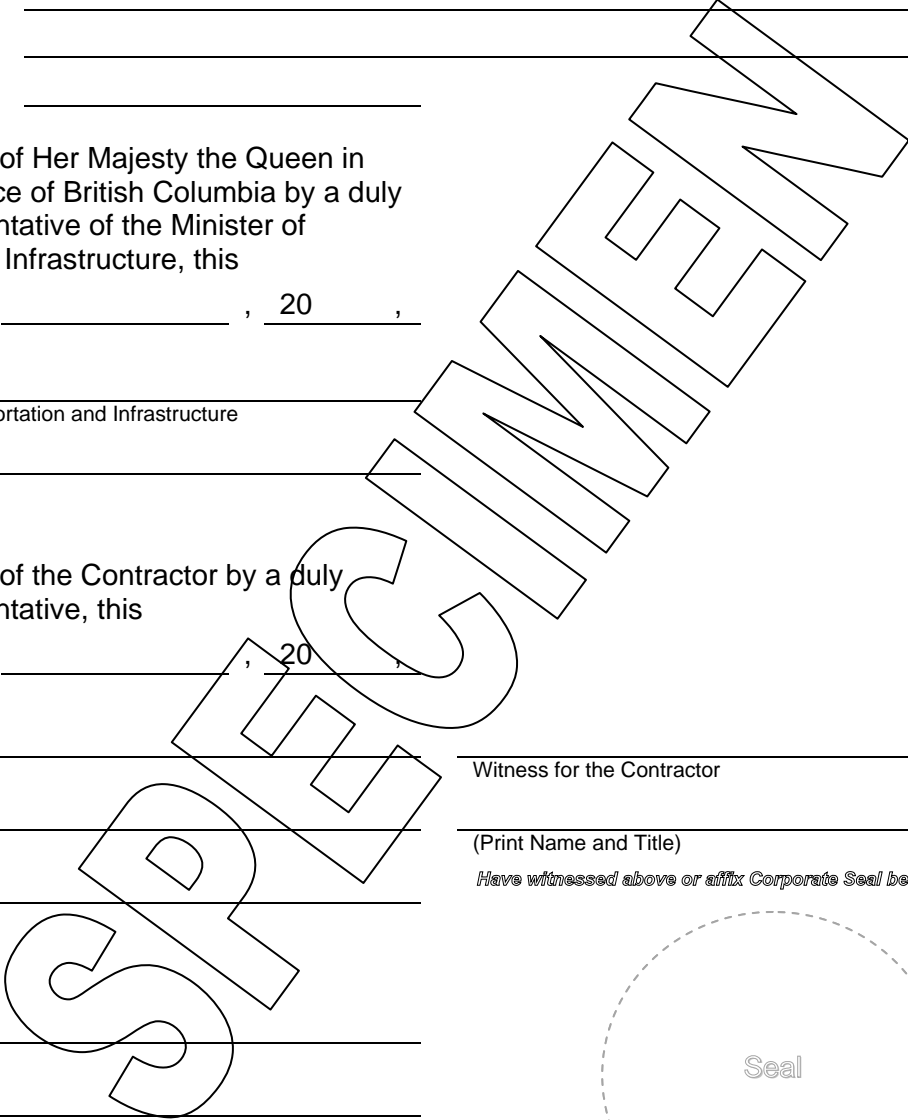 of Her Majesty the Queen in
ce of British Columbia by a duly
ntative of the Minister of
Infrastructure, this
, 20 ,
ortation and Infrastructure
of the Contractor by a duly
ntative, this
, 20 ,
Witness for the Contractor
(Print Name and Title)
Have witnessed above or affix Corporate Seal be
Seal
SPECIMEN